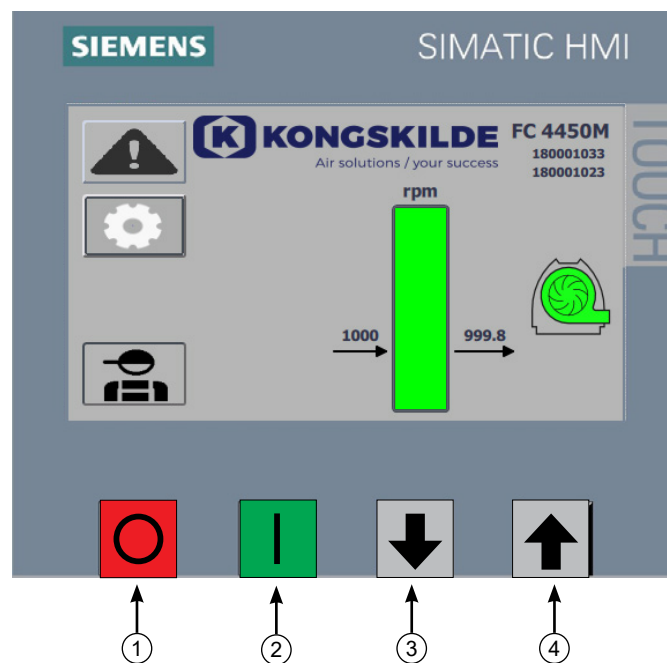 SIEMENS
SIMATIC HMI
TOUCH
K KONGSKILDE
Air solutions / your success
FC 4450M
180001033
180001023
rpm
1000
999.8
1
2
3
4